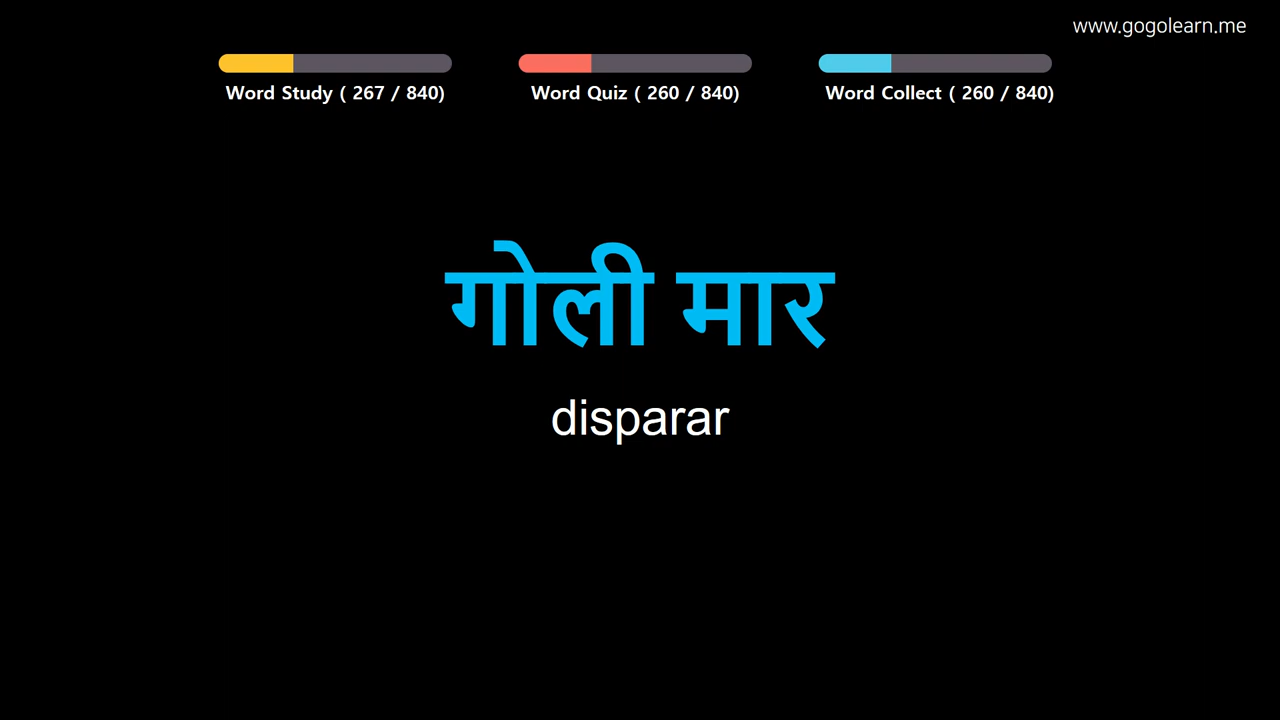 www.gogolearn.me
Word Study ( 267 / 840)
Word Quiz ( 260 / 840)
Word Collect ( 260 / 840)
गोली मार
disparar